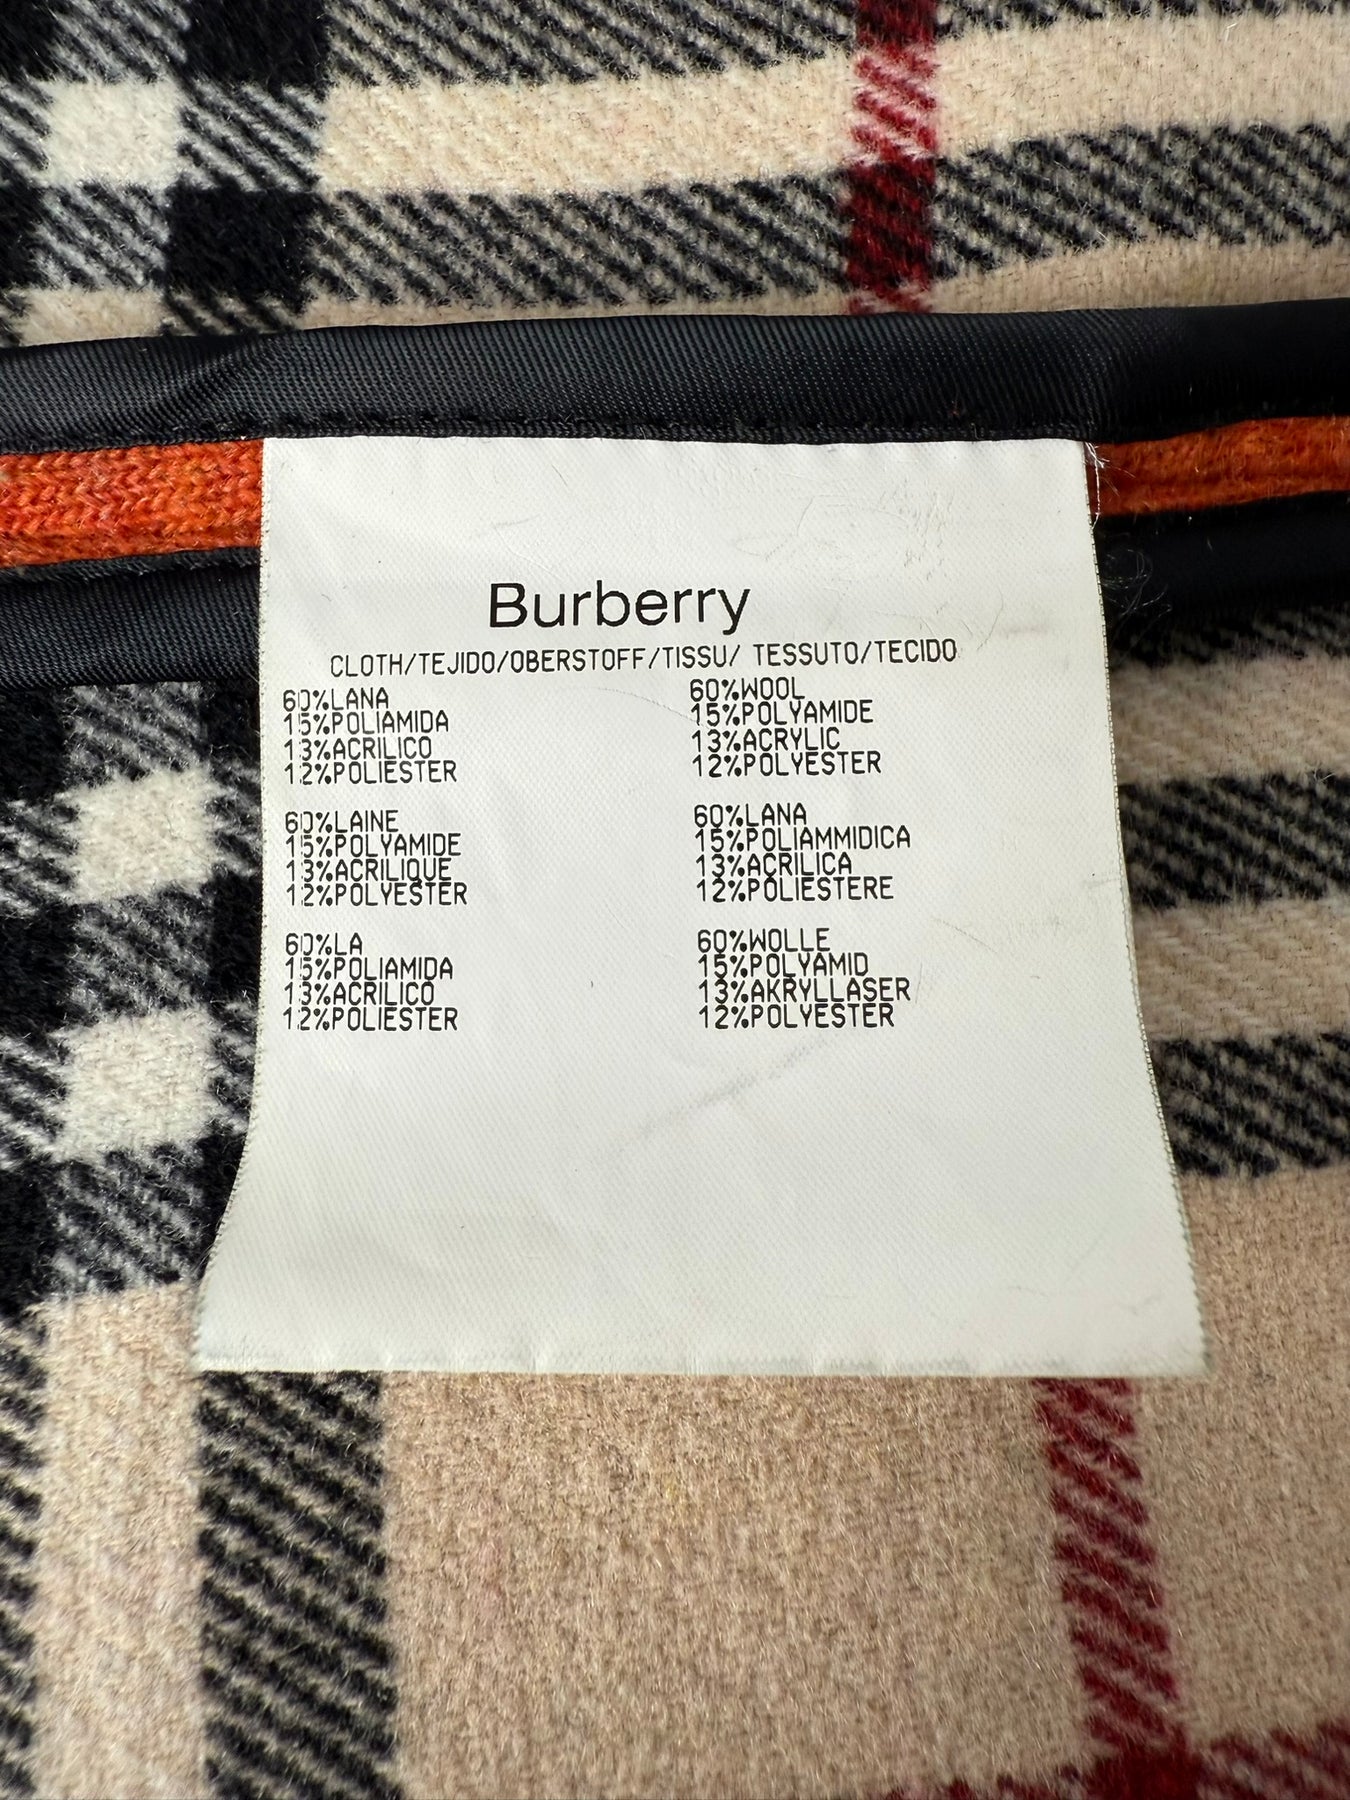 Burberry
CLOTH/TEJIDO/OBERSTOFF/TISSU/ TESSUTO/TECIDO
60%LANA
15%POLIAMIDA
13%ACRILICO
12%POLIESTER
60%WOOL
15%POLYAMIDE
13%ACRYLIC
12%POLYESTER
60%LAINE
15%POLYAMIDE
13%ACRILIQUE
12%POLYESTER
60%LANA
15%POLIAMMIDICA
13%ACRILICA
12%POLIESTERE
60%LA
15%POLIAMIDA
13%ACRILICO
12%POLIESTER
60%WOLLE
15%POLYAMID
13%AKRYLLASER
12%POLYESTER